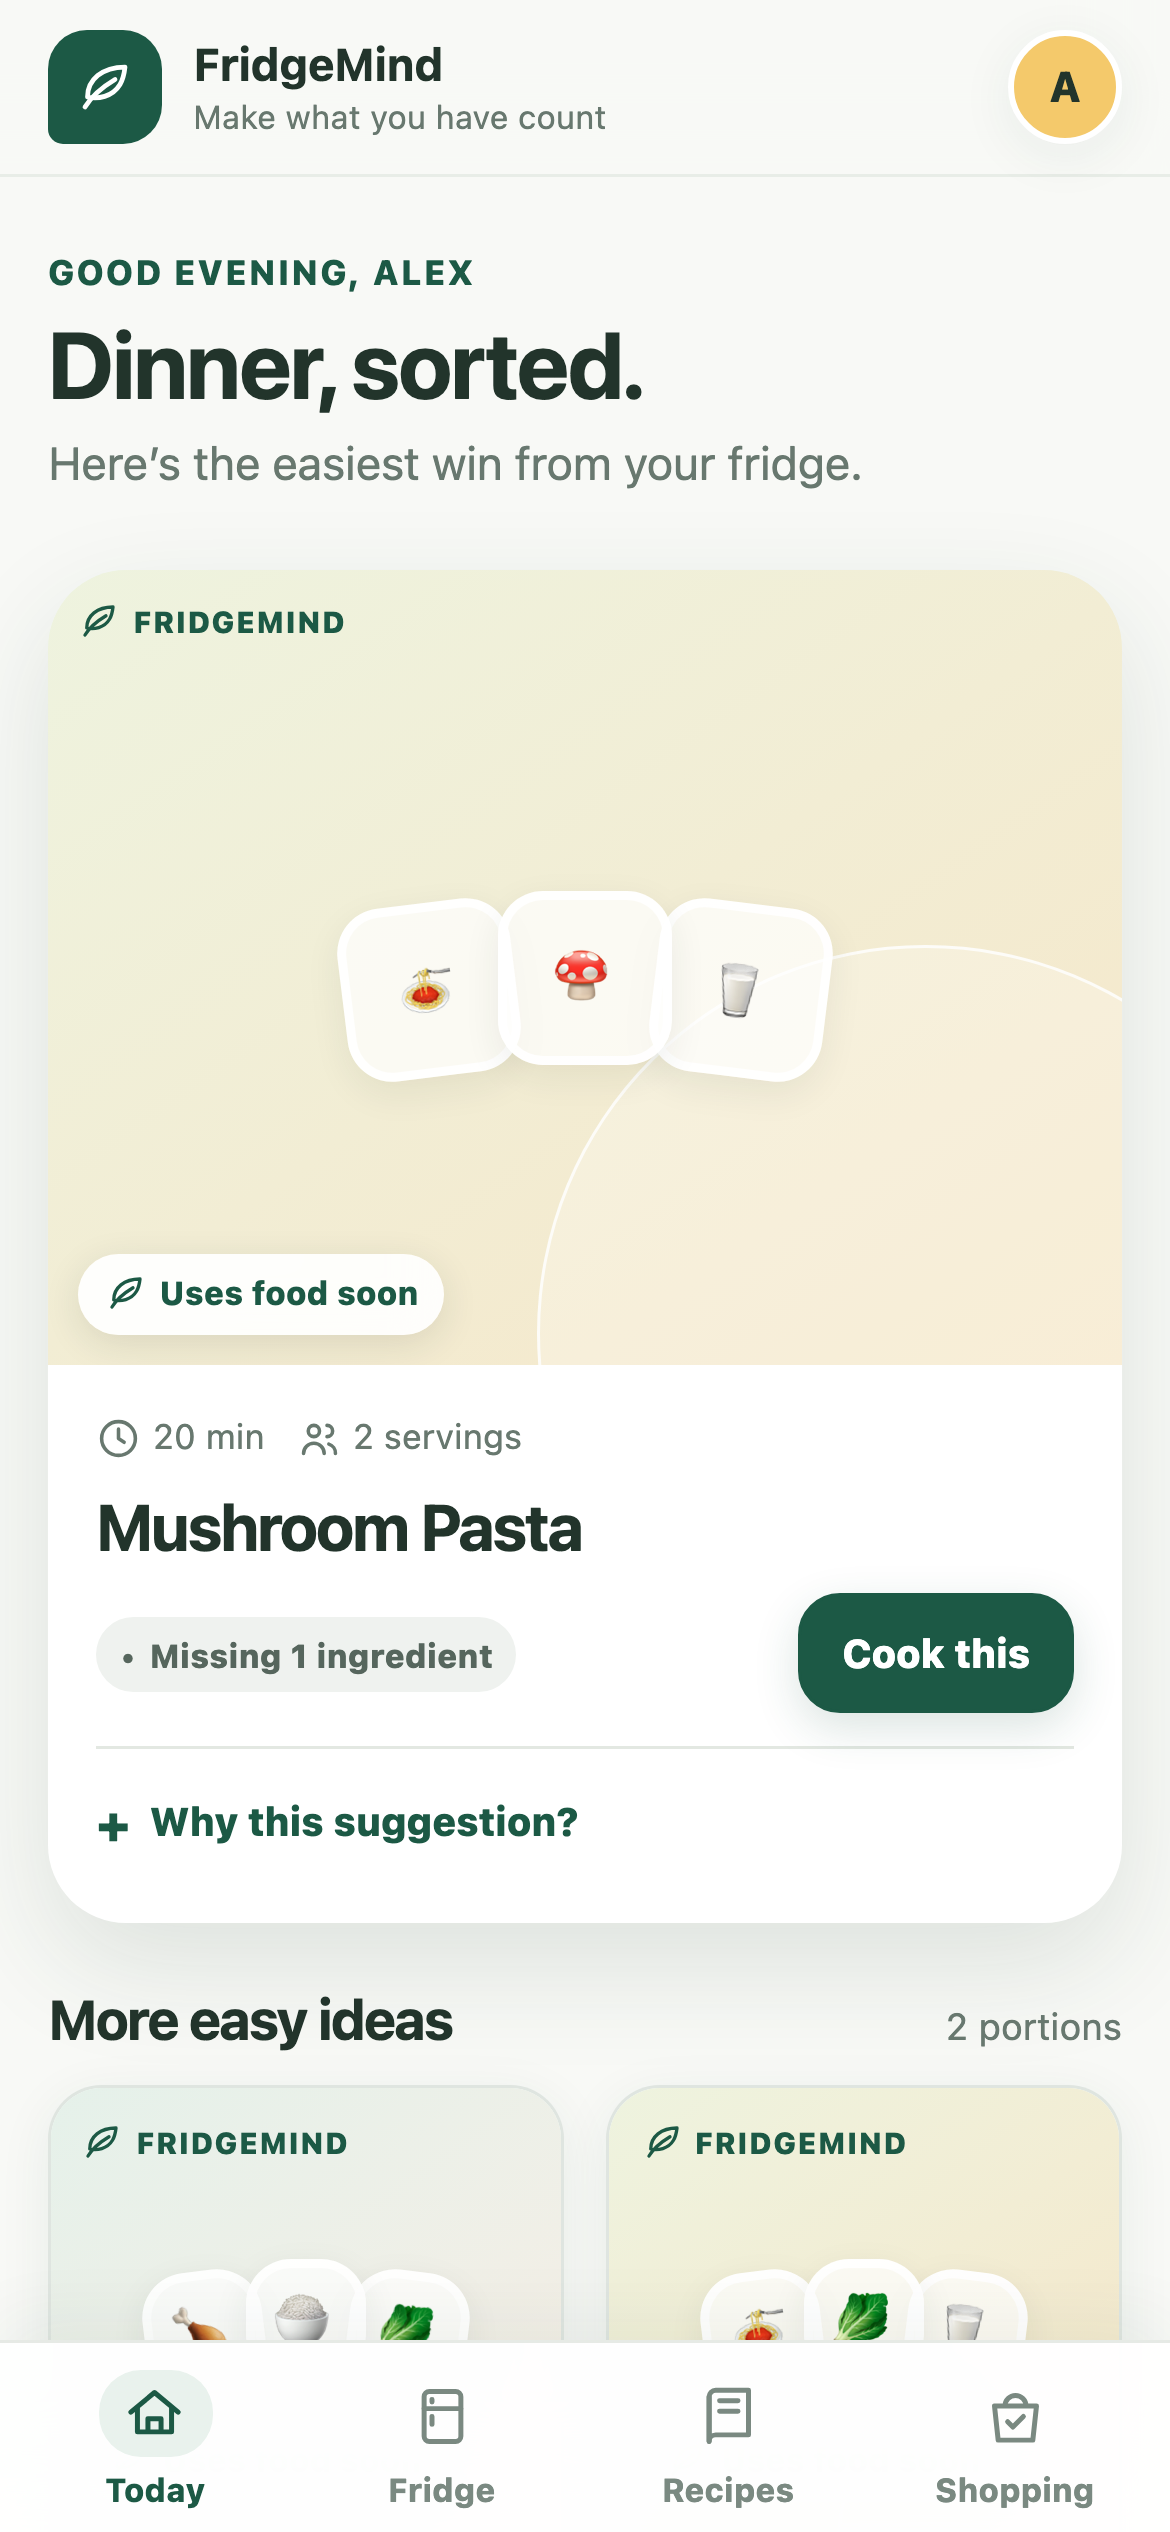 FridgeMind
Make what you have count
A
GOOD EVENING, ALEX
Dinner, sorted.
Here’s the easiest win from your fridge.
FRIDGEMIND
Uses food soon
20 min 2 servings
Mushroom Pasta
• Missing 1 ingredient
Cook this
+ Why this suggestion?
More easy ideas
2 portions
FRIDGEMIND
FRIDGEMIND
Today
Fridge
Recipes
Shopping